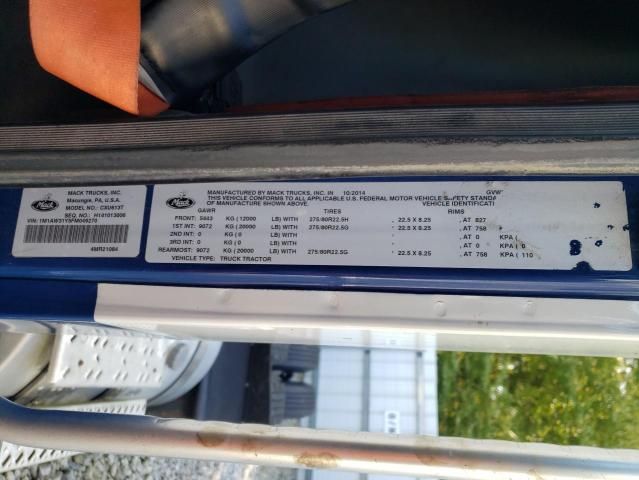 Mack
MACK TRUCKS, INC.
Macungie, PA, U.S.A.
MODEL NO.: CXU613T
SEQ. NO.: H141013006
VIN:
4MR21084
Mack
MANUFACTURED BY MACK TRUCKS, INC. IN 10/2014 GVW
THIS VEHICLE CONFORMS TO ALL APPLICABLE U.S. FEDERAL MOTOR VEHICLE SAFETY STAND
OF MANUFACTURE SHOWN ABOVE. VEHICLE IDENTIFICATI
GAWR TIRES RIMS
FRONT: 5443 KG (12000 LB) WITH 275/80R22.5H , 22.5 X 8.25 , AT 827
1ST INT: 9072 KG (20000 LB) WITH 275/80R22.5G , 22.5 X 8.25 , AT 758
2ND INT: 0 KG (0 LB) WITH , AT 0 KPA (
3RD INT: 0 KG (0 LB) WITH , AT 0 KPA (
REARMOST: 9072 KG (20000 LB) WITH 275/80R22.5G , 22.5 X 8.25 , AT 758 KPA ( 110
VEHICLE TYPE: TRUCK TRACTOR